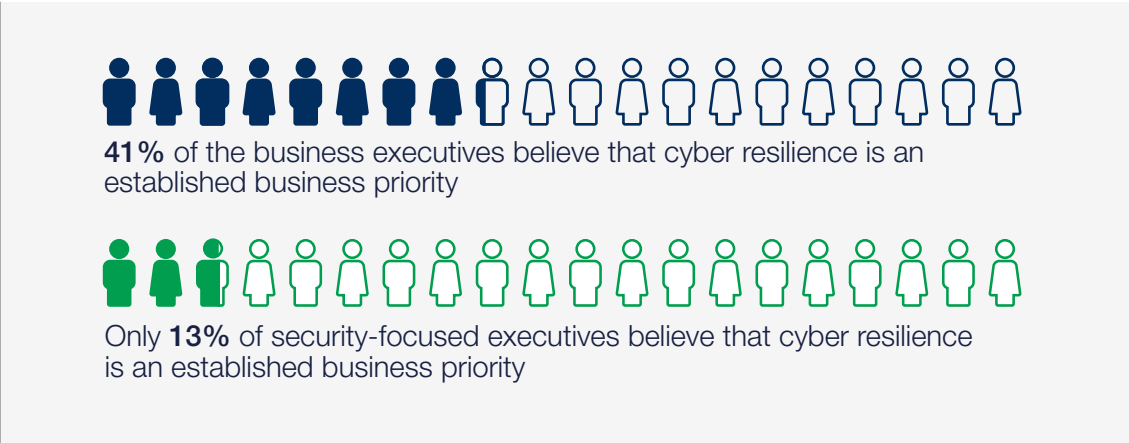 41% of the business executives believe that cyber resilience is an
established business priority
Only 13% of security-focused executives believe that cyber resilience
is an established business priority